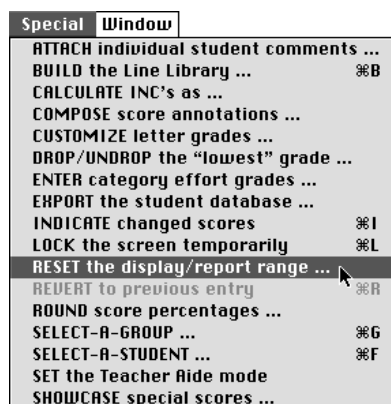 Special Window
ATTACH individual student comments ...
BUILD the Line Library ... ⌘B
CALCULATE INC's as ...
COMPOSE score annotations ...
CUSTOMIZE letter grades ...
DROP/UNDROP the “lowest” grade ...
ENTER category effort grades ...
EXPORT the student database ...
INDICATE changed scores ⌘I
LOCK the screen temporarily ⌘L
RESET the display/report range ...
REVERT to previous entry ⌘R
ROUND score percentages ...
SELECT-A-GROUP ... ⌘G
SELECT-A-STUDENT ... ⌘F
SET the Teacher Aide mode
SHOWCASE special scores ...